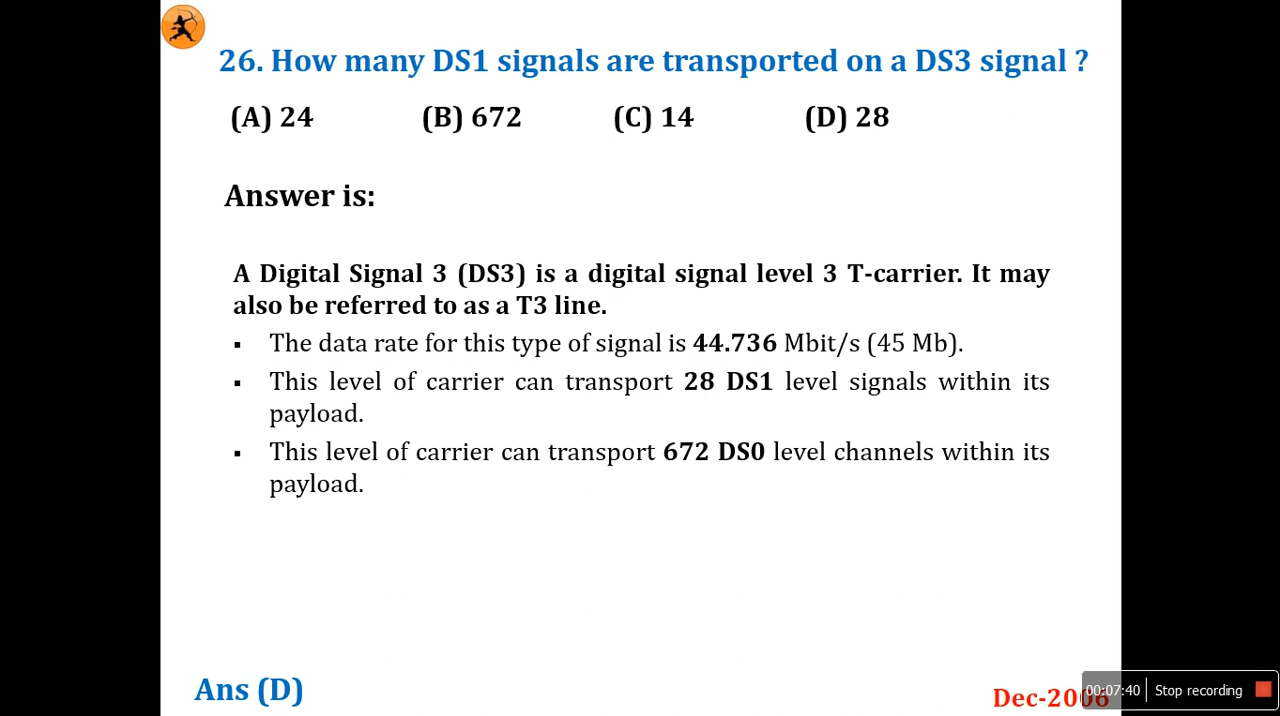 26. How many DS1 signals are transported on a DS3 signal ?
(A) 24 (B) 672 (C) 14 (D) 28
Answer is:
A Digital Signal 3 (DS3) is a digital signal level 3 T-carrier. It may
also be referred to as a T3 line.
▪ The data rate for this type of signal is 44.736 Mbit/s (45 Mb).
▪ This level of carrier can transport 28 DS1 level signals within its
payload.
▪ This level of carrier can transport 672 DS0 level channels within its
payload.
Ans (D)
Dec-2006
00:07:40 Stop recording